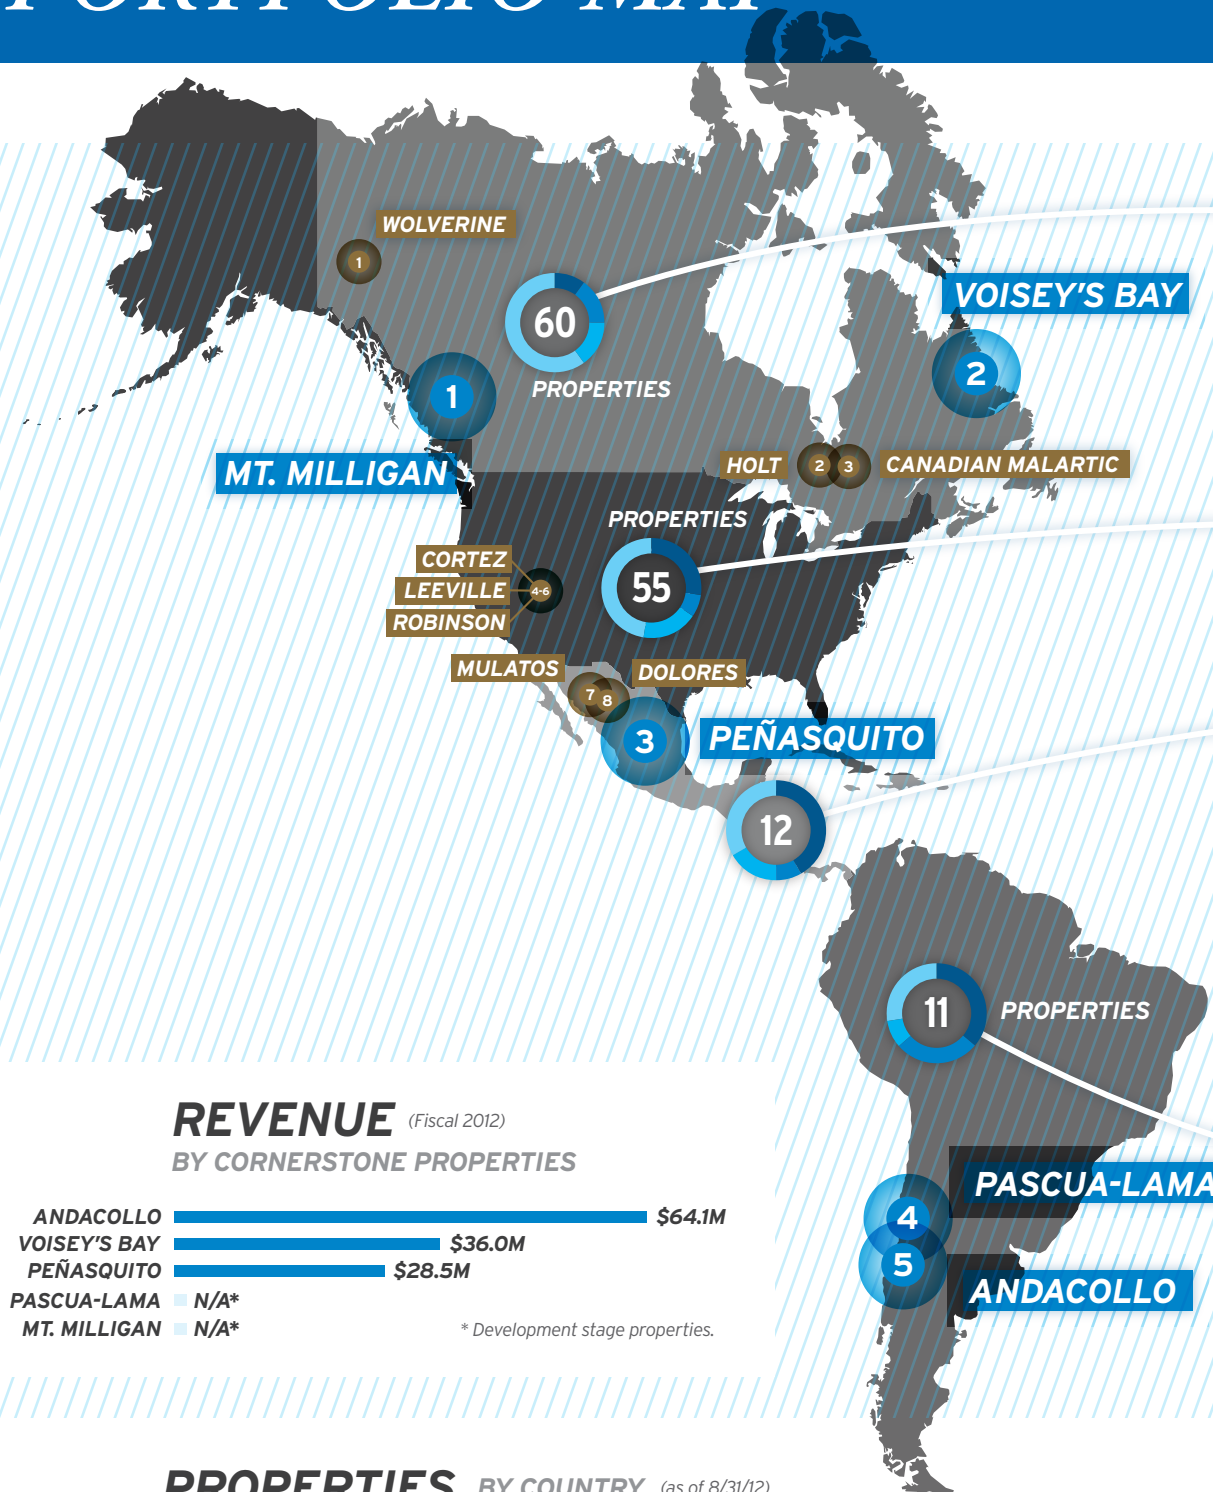 PORTFOLIO MAP
WOLVERINE
1
VOISEY'S BAY
60
PROPERTIES
1
2
MT. MILLIGAN
HOLT
2
3
CANADIAN MALARTIC
PROPERTIES
55
CORTEZ
LEEVILLE
ROBINSON
4-6
MULATOS
DOLORES
7
8
3
PEÑASQUITO
12
11
PROPERTIES
PASCUA-LAMA
4
5
ANDACOLLO
REVENUE (Fiscal 2012)
BY CORNERSTONE PROPERTIES
ANDACOLLO $64.1M
VOISEY'S BAY $36.0M
PEÑASQUITO $28.5M
PASCUA-LAMA N/A*
MT. MILLIGAN N/A*
* Development stage properties.
PROPERTIES BY COUNTRY (as of 8/31/12)